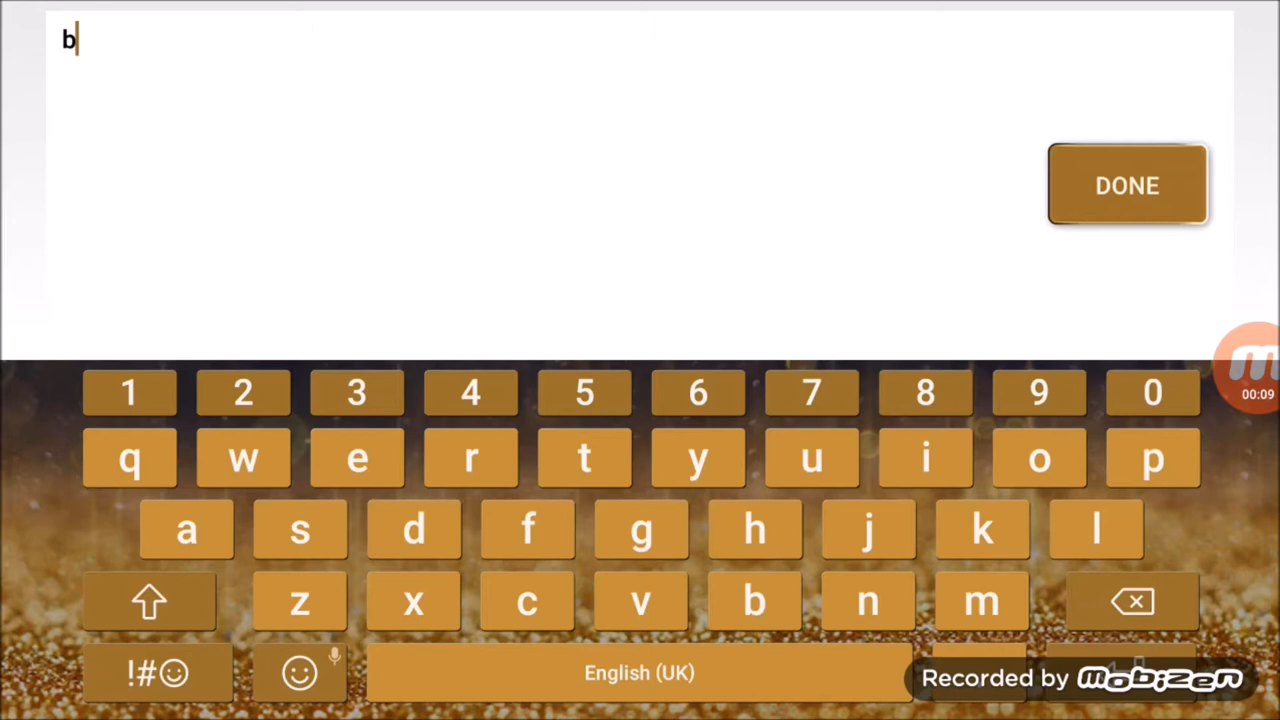 b
DONE
00:09
1 2 3 4 5 6 7 8 9 0
q w e r t y u i o p
a s d f g h j k l
z x c v b n m
!#☺ English (UK)
Recorded by mobizen